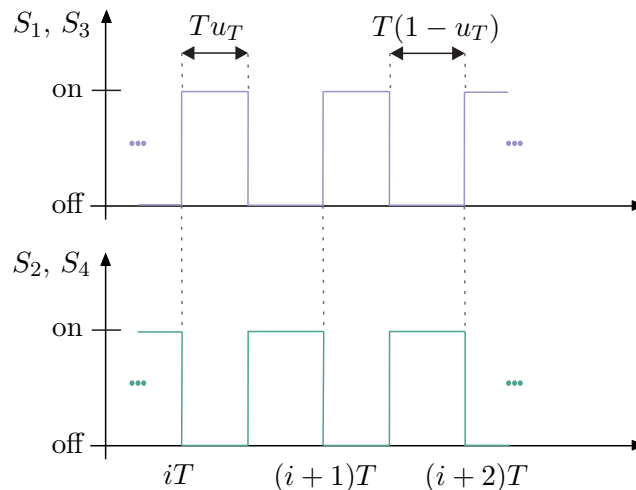 S₁, S₃
Tu_T
T(1 − u_T)
on
...
...
off
S₂, S₄
on
...
...
off
iT
(i + 1)T
(i + 2)T